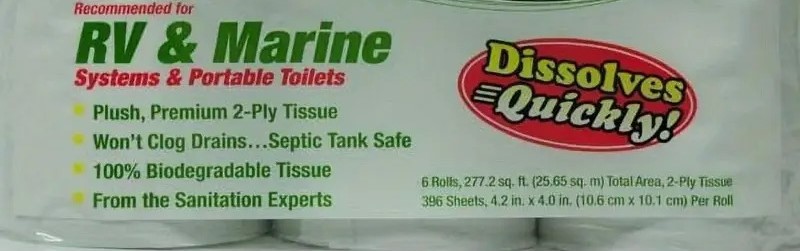 Recommended for
RV & Marine
Systems & Portable Toilets
Plush, Premium 2-Ply Tissue
Won't Clog Drains...Septic Tank Safe
100% Biodegradable Tissue
From the Sanitation Experts
Dissolves
Quickly!
6 Rolls, 277.2 sq. ft. (25.65 sq. m) Total Area, 2-Ply Tissue
396 Sheets, 4.2 in. x 4.0 in. (10.6 cm x 10.1 cm) Per Roll